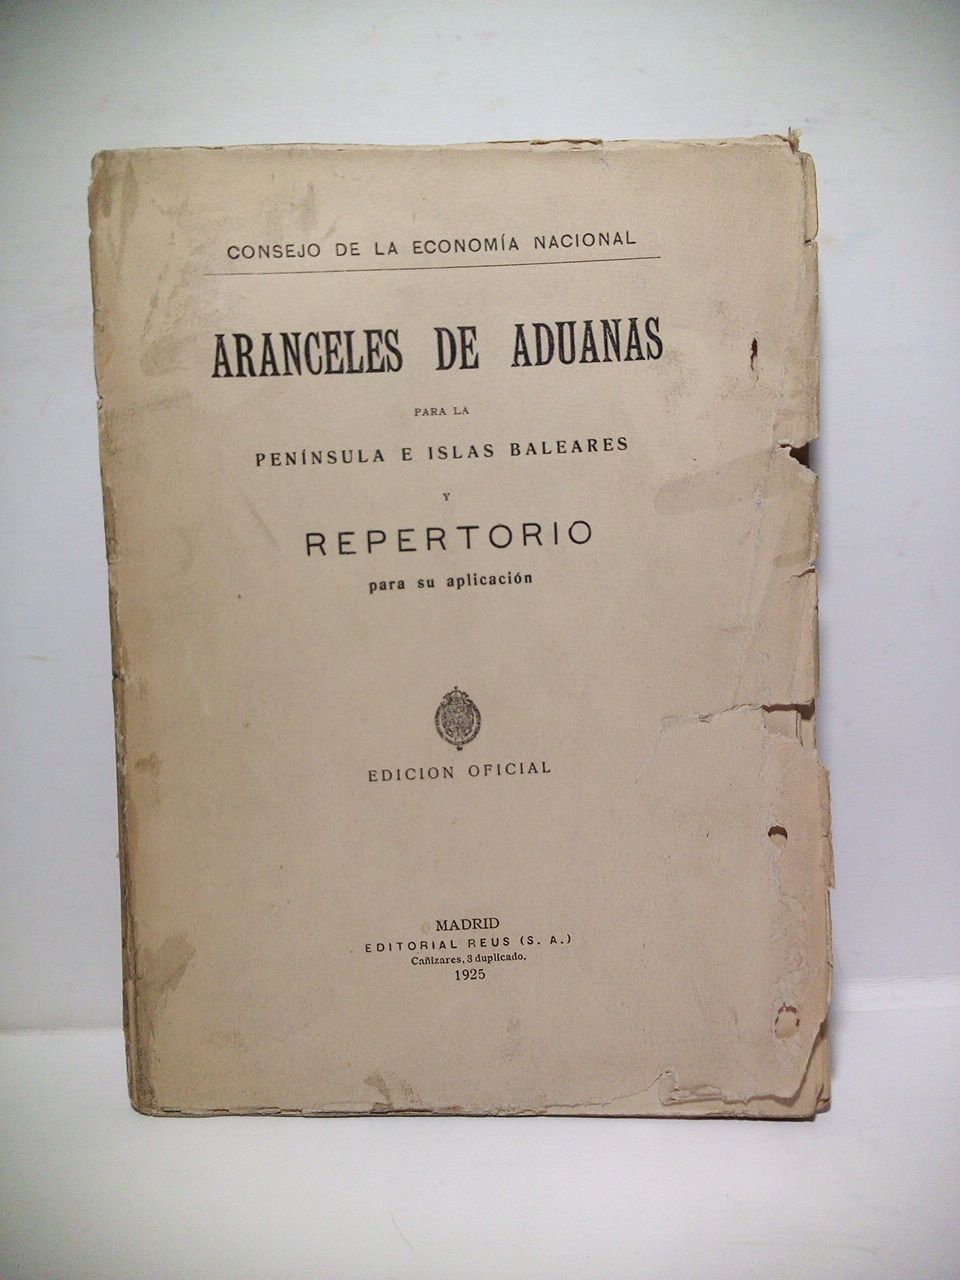 CONSEJO DE LA ECONOMÍA NACIONAL
ARANCELES DE ADUANAS
PARA LA
PENÍNSULA E ISLAS BALEARES
Y
REPERTORIO
para su aplicación
EDICION OFICIAL
MADRID
EDITORIAL REUS (S. A.)
Cañizares, 3 duplicado.
1925